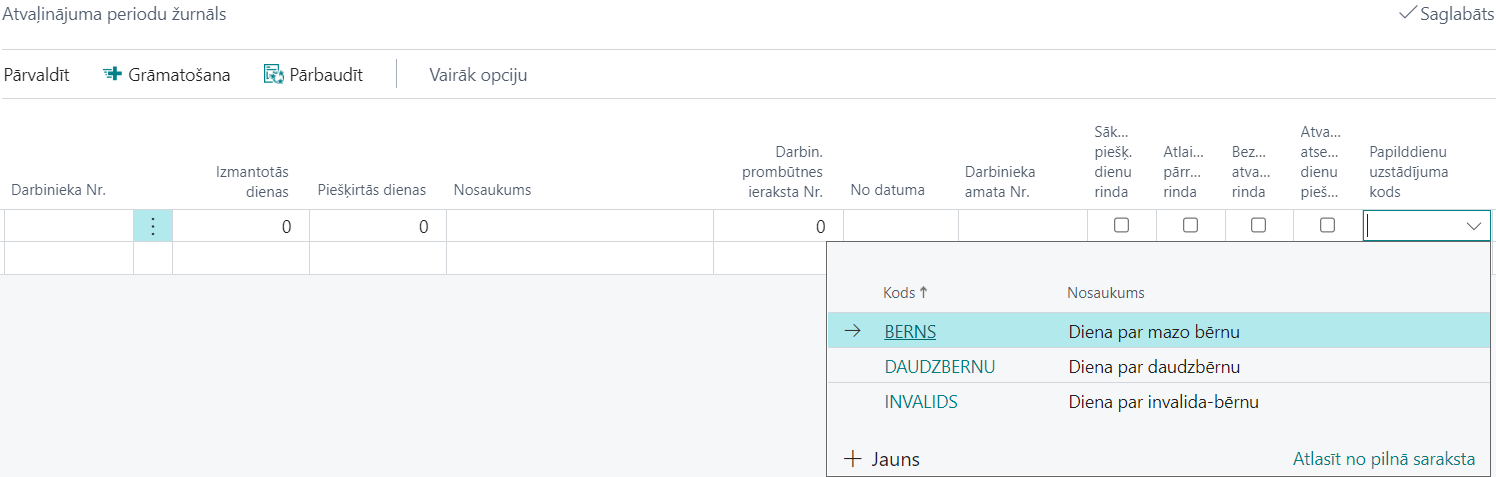 Atvaļinājuma periodu žurnāls
Saglabāts
Pārvaldīt Grāmatošana Pārbaudīt Vairāk opciju
Darbinieka Nr.
Izmantotās
dienas
Piešķirtās dienas
Nosaukums
Darbin.
prombūtnes
ieraksta Nr.
No datuma
Darbinieka
amata Nr.
Sāk...
piešķ.
dienu
rinda
Atlai...
pārr...
rinda
Bez...
atva...
rinda
Atva...
atse...
dienu
pieš...
Papilddienu
uzstādījuma
kods
0 0 0
Kods ↑ Nosaukums
BERNS Diena par mazo bērnu
DAUDZBERNU Diena par daudzbērnu
INVALIDS Diena par invalida-bērnu
Jauns
Atlasīt no pilnā saraksta